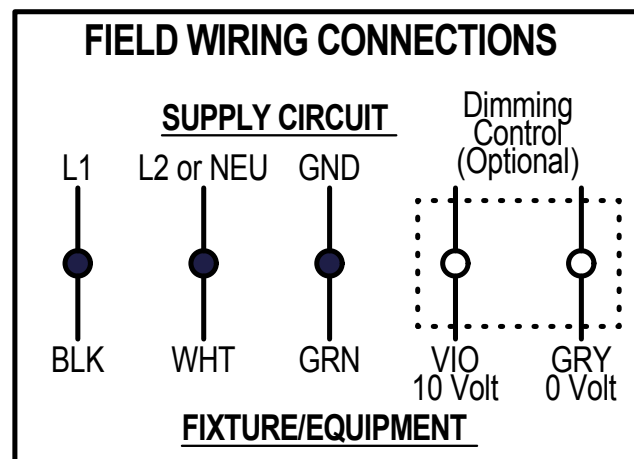 FIELD WIRING CONNECTIONS
SUPPLY CIRCUIT
Dimming
Control
(Optional)
L1 L2 or NEU GND
BLK WHT GRN VIO GRY
10 Volt 0 Volt
FIXTURE/EQUIPMENT